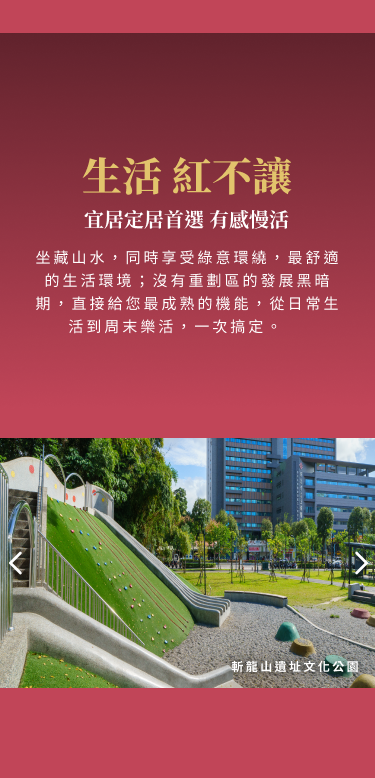 生活 紅不讓
宜居定居首選 有感慢活
坐藏山水，同時享受綠意環繞，最舒適
的生活環境；沒有重劃區的發展黑暗
期，直接給您最成熟的機能，從日常生
活到周末樂活，一次搞定。
斬龍山遺址文化公園